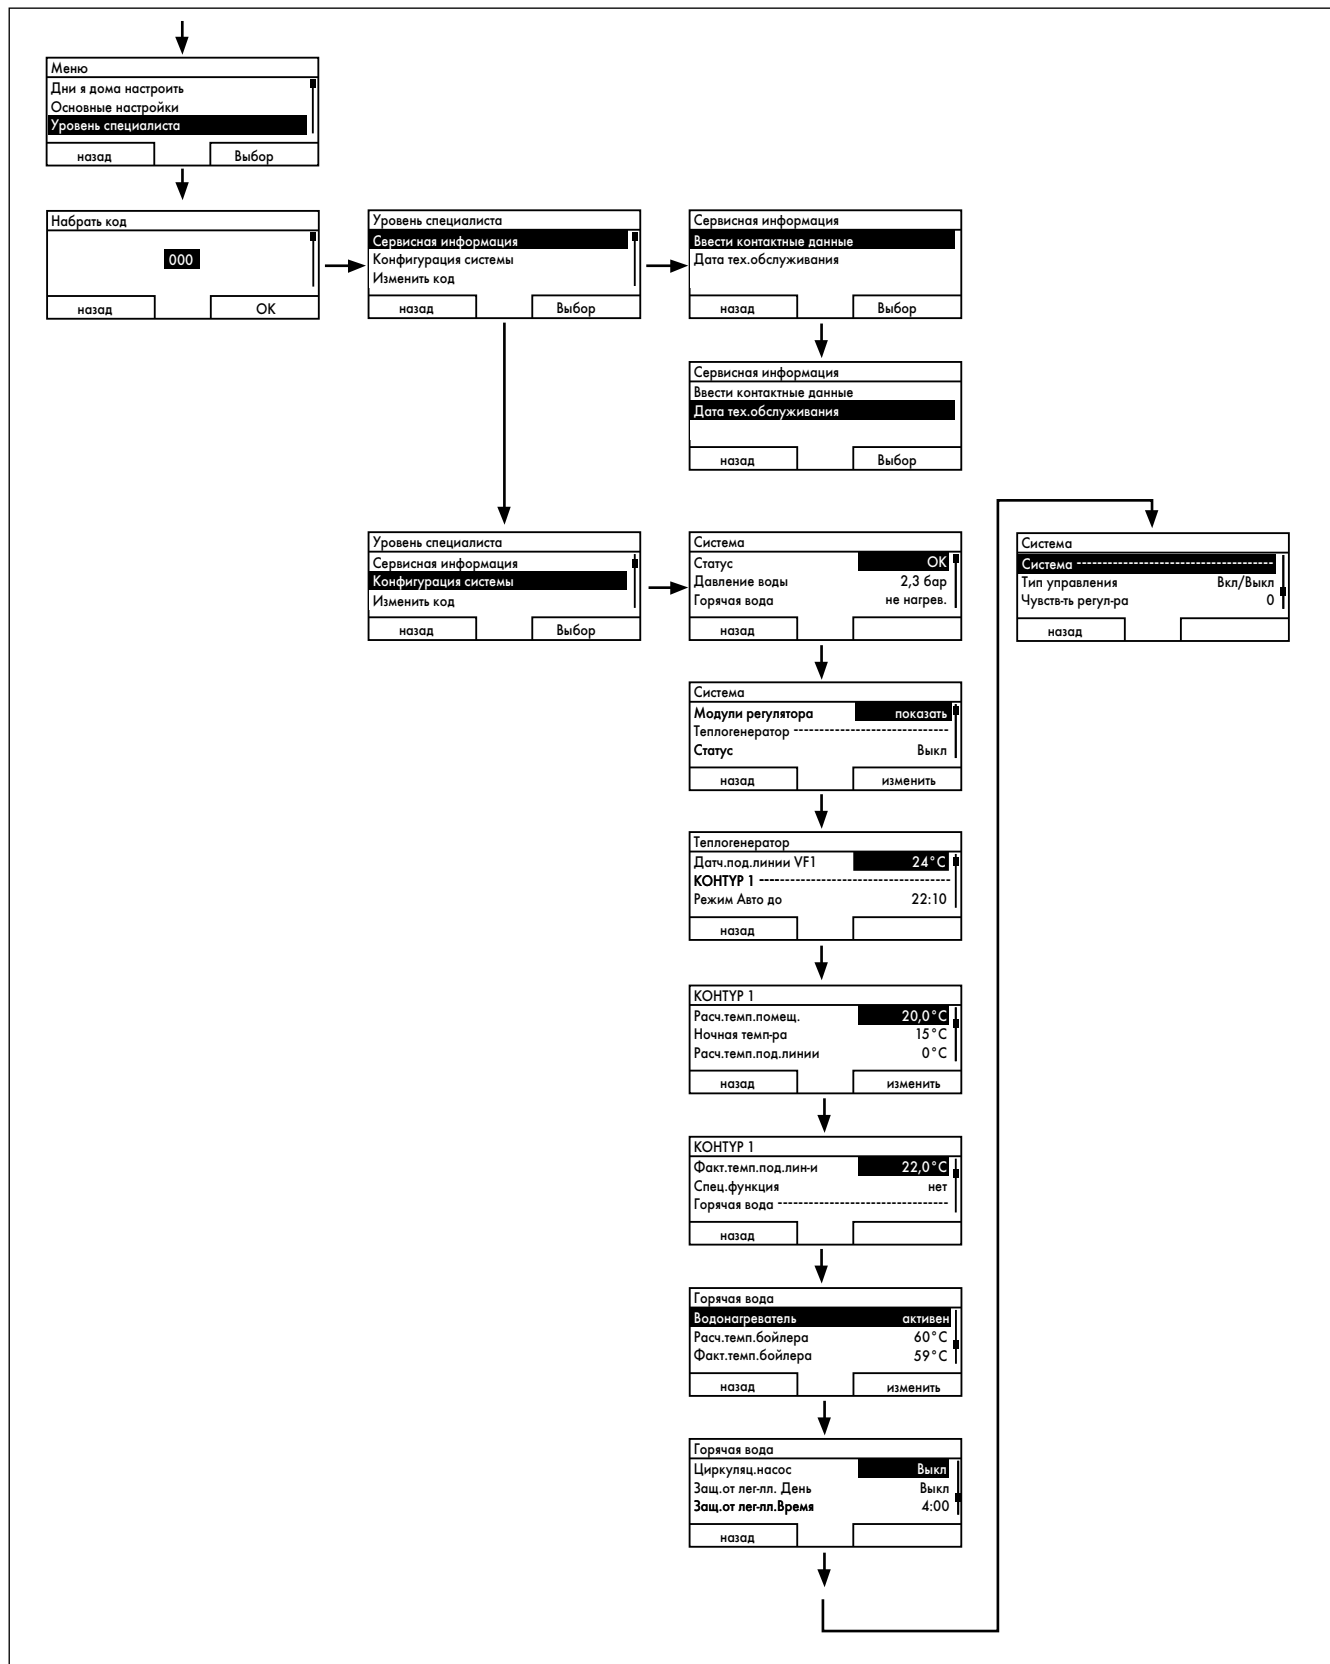 Меню
Дни я дома настроить
Основные настройки
Уровень специалиста
назад Выбор
Набрать код
000
назад ОК
Уровень специалиста
Сервисная информация
Конфигурация системы
Изменить код
назад Выбор
Сервисная информация
Ввести контактные данные
Дата тех.обслуживания
назад Выбор
Сервисная информация
Ввести контактные данные
Дата тех.обслуживания
назад Выбор
Уровень специалиста
Сервисная информация
Конфигурация системы
Изменить код
назад Выбор
Система
Статус ОК
Давление воды 2,3 бар
Горячая вода не нагрев.
назад
Система
Модули регулятора показать
Теплогенератор ------------------------------
Статус Выкл
назад изменить
Теплогенератор
Датч.под.линии VF1 24°C
КОНТУР 1 -------------------------------------
Режим Авто до 22:10
назад
КОНТУР 1
Расч.темп.помещ. 20,0°C
Ночная темп-ра 15°C
Расч.темп.под.линии 0°C
назад изменить
КОНТУР 1
Факт.темп.под.лин-и 22,0°C
Спец.функция нет
Горячая вода ---------------------------------
назад
Горячая вода
Водонагреватель активен
Расч.темп.бойлера 60°C
Факт.темп.бойлера 59°C
назад изменить
Горячая вода
Циркуляц.насос Выкл
Защ.от лег-лл. День Выкл
Защ.от лег-лл.Время 4:00
назад
Система
Система --------------------------------------
Тип управления Вкл/Выкл
Чувств-ть регул-ра 0
назад